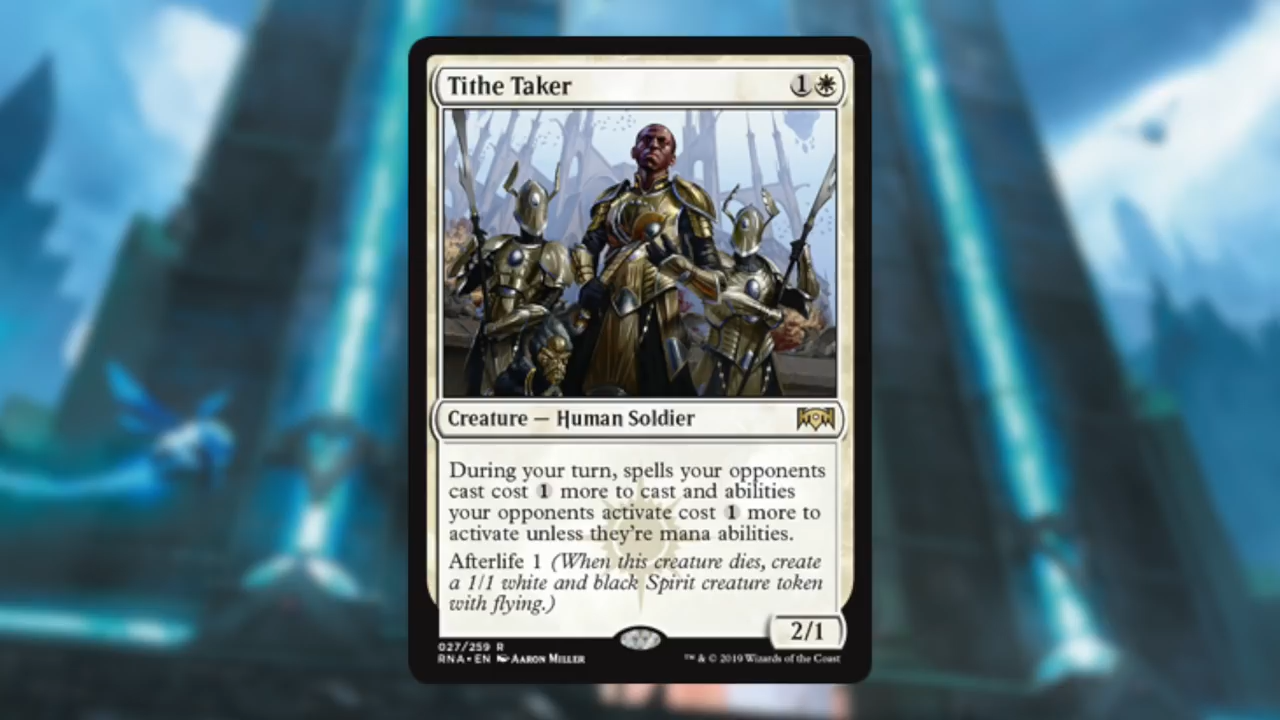 Tithe Taker 1
Creature — Human Soldier
During your turn, spells your opponents
cast cost 1 more to cast and abilities
your opponents activate cost 1 more to
activate unless they're mana abilities.
Afterlife 1 (When this creature dies, create
a 1/1 white and black Spirit creature token
with flying.)
2/1
027/259 R
RNA • EN Aaron Miller
™ & © 2019 Wizards of the Coast